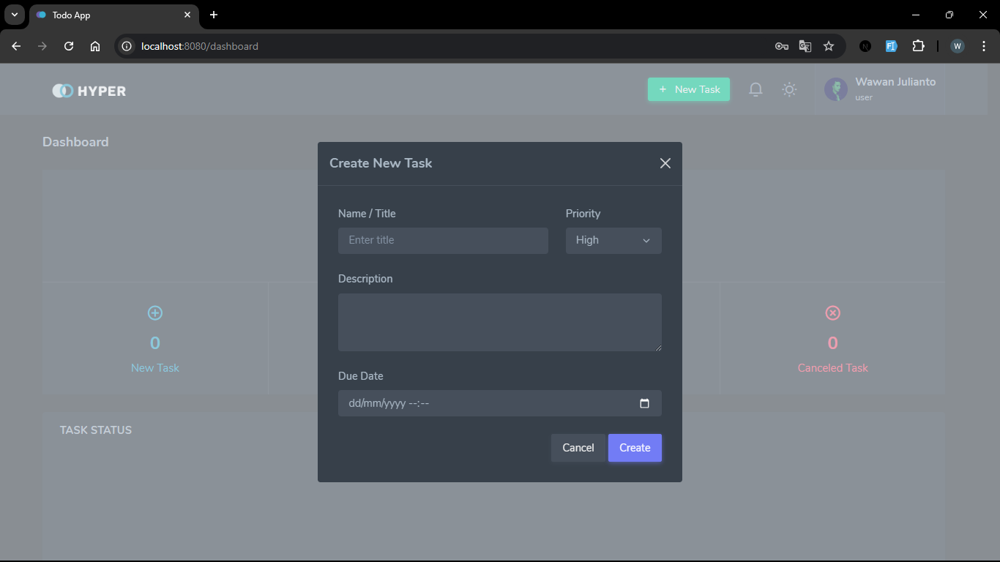 Todo App
localhost:8080/dashboard
W
HYPER
+ New Task
Wawan Julianto
user
Dashboard
Create New Task
Name / Title
Priority
Enter title
High
Description
0
New Task
0
Canceled Task
Due Date
dd/mm/yyyy --:--
TASK STATUS
Cancel
Create